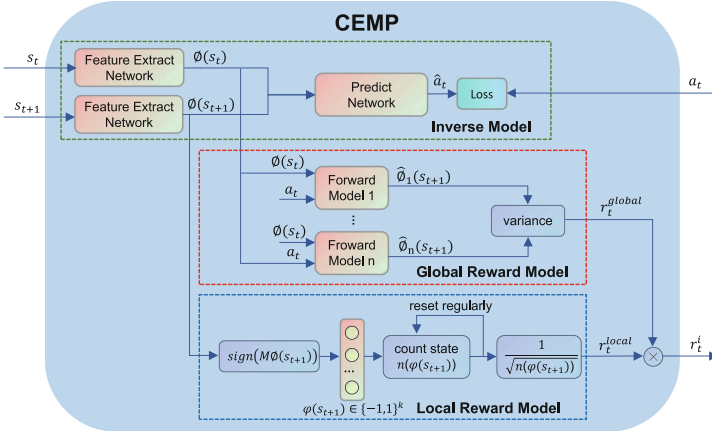 CEMP
s_t
Feature Extract
Network
Ø(s_t)
s_{t+1}
Feature Extract
Network
Ø(s_{t+1})
Predict
Network
â_t
Loss
a_t
Inverse Model
Ø(s_t)
a_t
Forward
Model 1
Ø̂_1(s_{t+1})
⋮
Ø(s_t)
a_t
Froward
Model n
Ø̂_n(s_{t+1})
variance
r_t^{global}
Global Reward Model
reset regularly
sign(MØ(s_{t+1}))
...
φ(s_{t+1}) ∈ {-1,1}^k
count state
n(φ(s_{t+1}))
1
√n(φ(s_{t+1}))
r_t^{local}
×
r_t^i
Local Reward Model